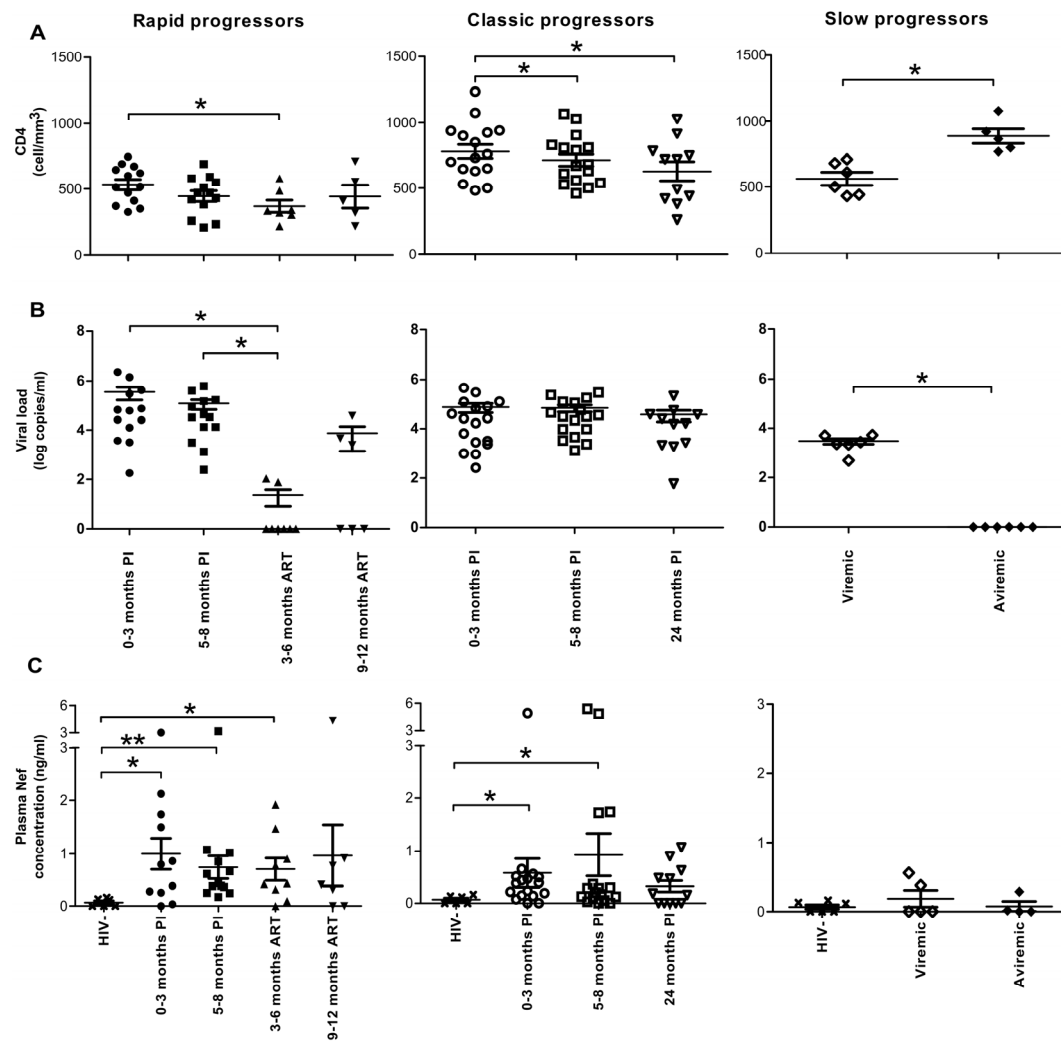 Rapid progressors
Classic progressors
Slow progressors
A
CD4
(cell/mm³)
1500
1000
500
0
*
1500
1000
500
0
*
*
1500
1000
500
0
*
B
Viral load
(log copies/ml)
8
6
4
2
0
*
*
8
6
4
2
0
8
6
4
2
0
*
0-3 months PI
5-8 months PI
3-6 months ART
9-12 months ART
0-3 months PI
5-8 months PI
24 months PI
Viremic
Aviremic
C
Plasma Nef
concentration (ng/ml)
6
3
3
2
1
0
*
**
*
6
3
3
2
1
0
*
*
3
2
1
0
HIV-
0-3 months PI
5-8 months PI
3-6 months ART
9-12 months ART
HIV-
0-3 months PI
5-8 months PI
24 months PI
HIV-
Viremic
Aviremic